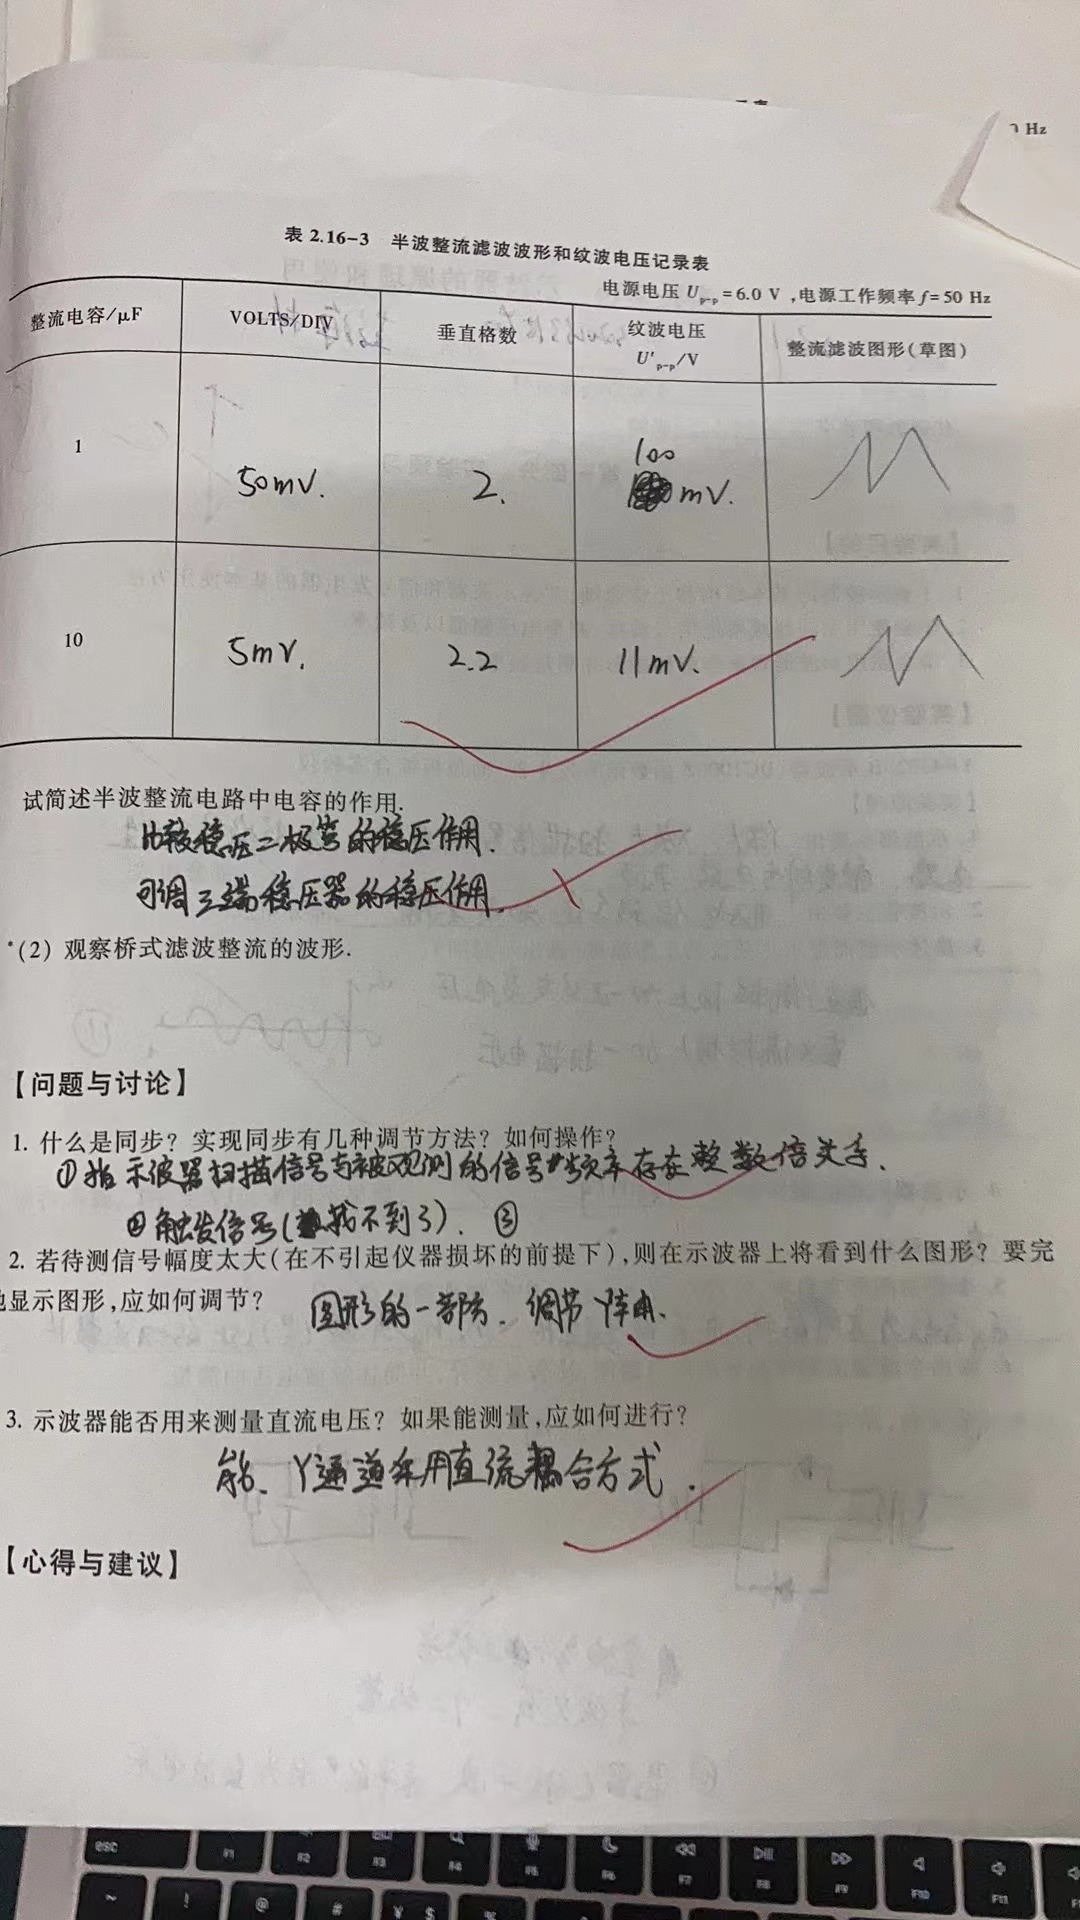 Hz
表 2.16-3 半波整流滤波波形和纹波电压记录表
电源电压 Up-p=6.0 V,电源工作频率 f=50 Hz
整流电容/μF VOLTS/DIV 垂直格数 纹波电压 U′p-p/V 整流滤波图形(草图)
1 50mV. 2. 100 mV.
10 5mV. 2.2 11mV.
试简述半波整流电路中电容的作用.
比较稳压二极管的稳压作用.
可调三端稳压器的稳压作用.
*(2) 观察桥式滤波整流的波形.
【问题与讨论】
1. 什么是同步? 实现同步有几种调节方法? 如何操作?
①指示波器扫描信号与被观测的信号频率存在整数倍关系.
②触发信号(找不到了). ③
2. 若待测信号幅度太大(在不引起仪器损坏的前提下),则在示波器上将看到什么图形? 要完
地显示图形,应如何调节?
图形的一部分. 调节Y
3. 示波器能否用来测量直流电压? 如果能测量,应如何进行?
能、Y通道采用直流耦合方式.
【心得与建议】
esc F1 F2 F3 F4 F5 F6 F7 F8 F9 F10 F11
~ ! @ # ¥ $ %